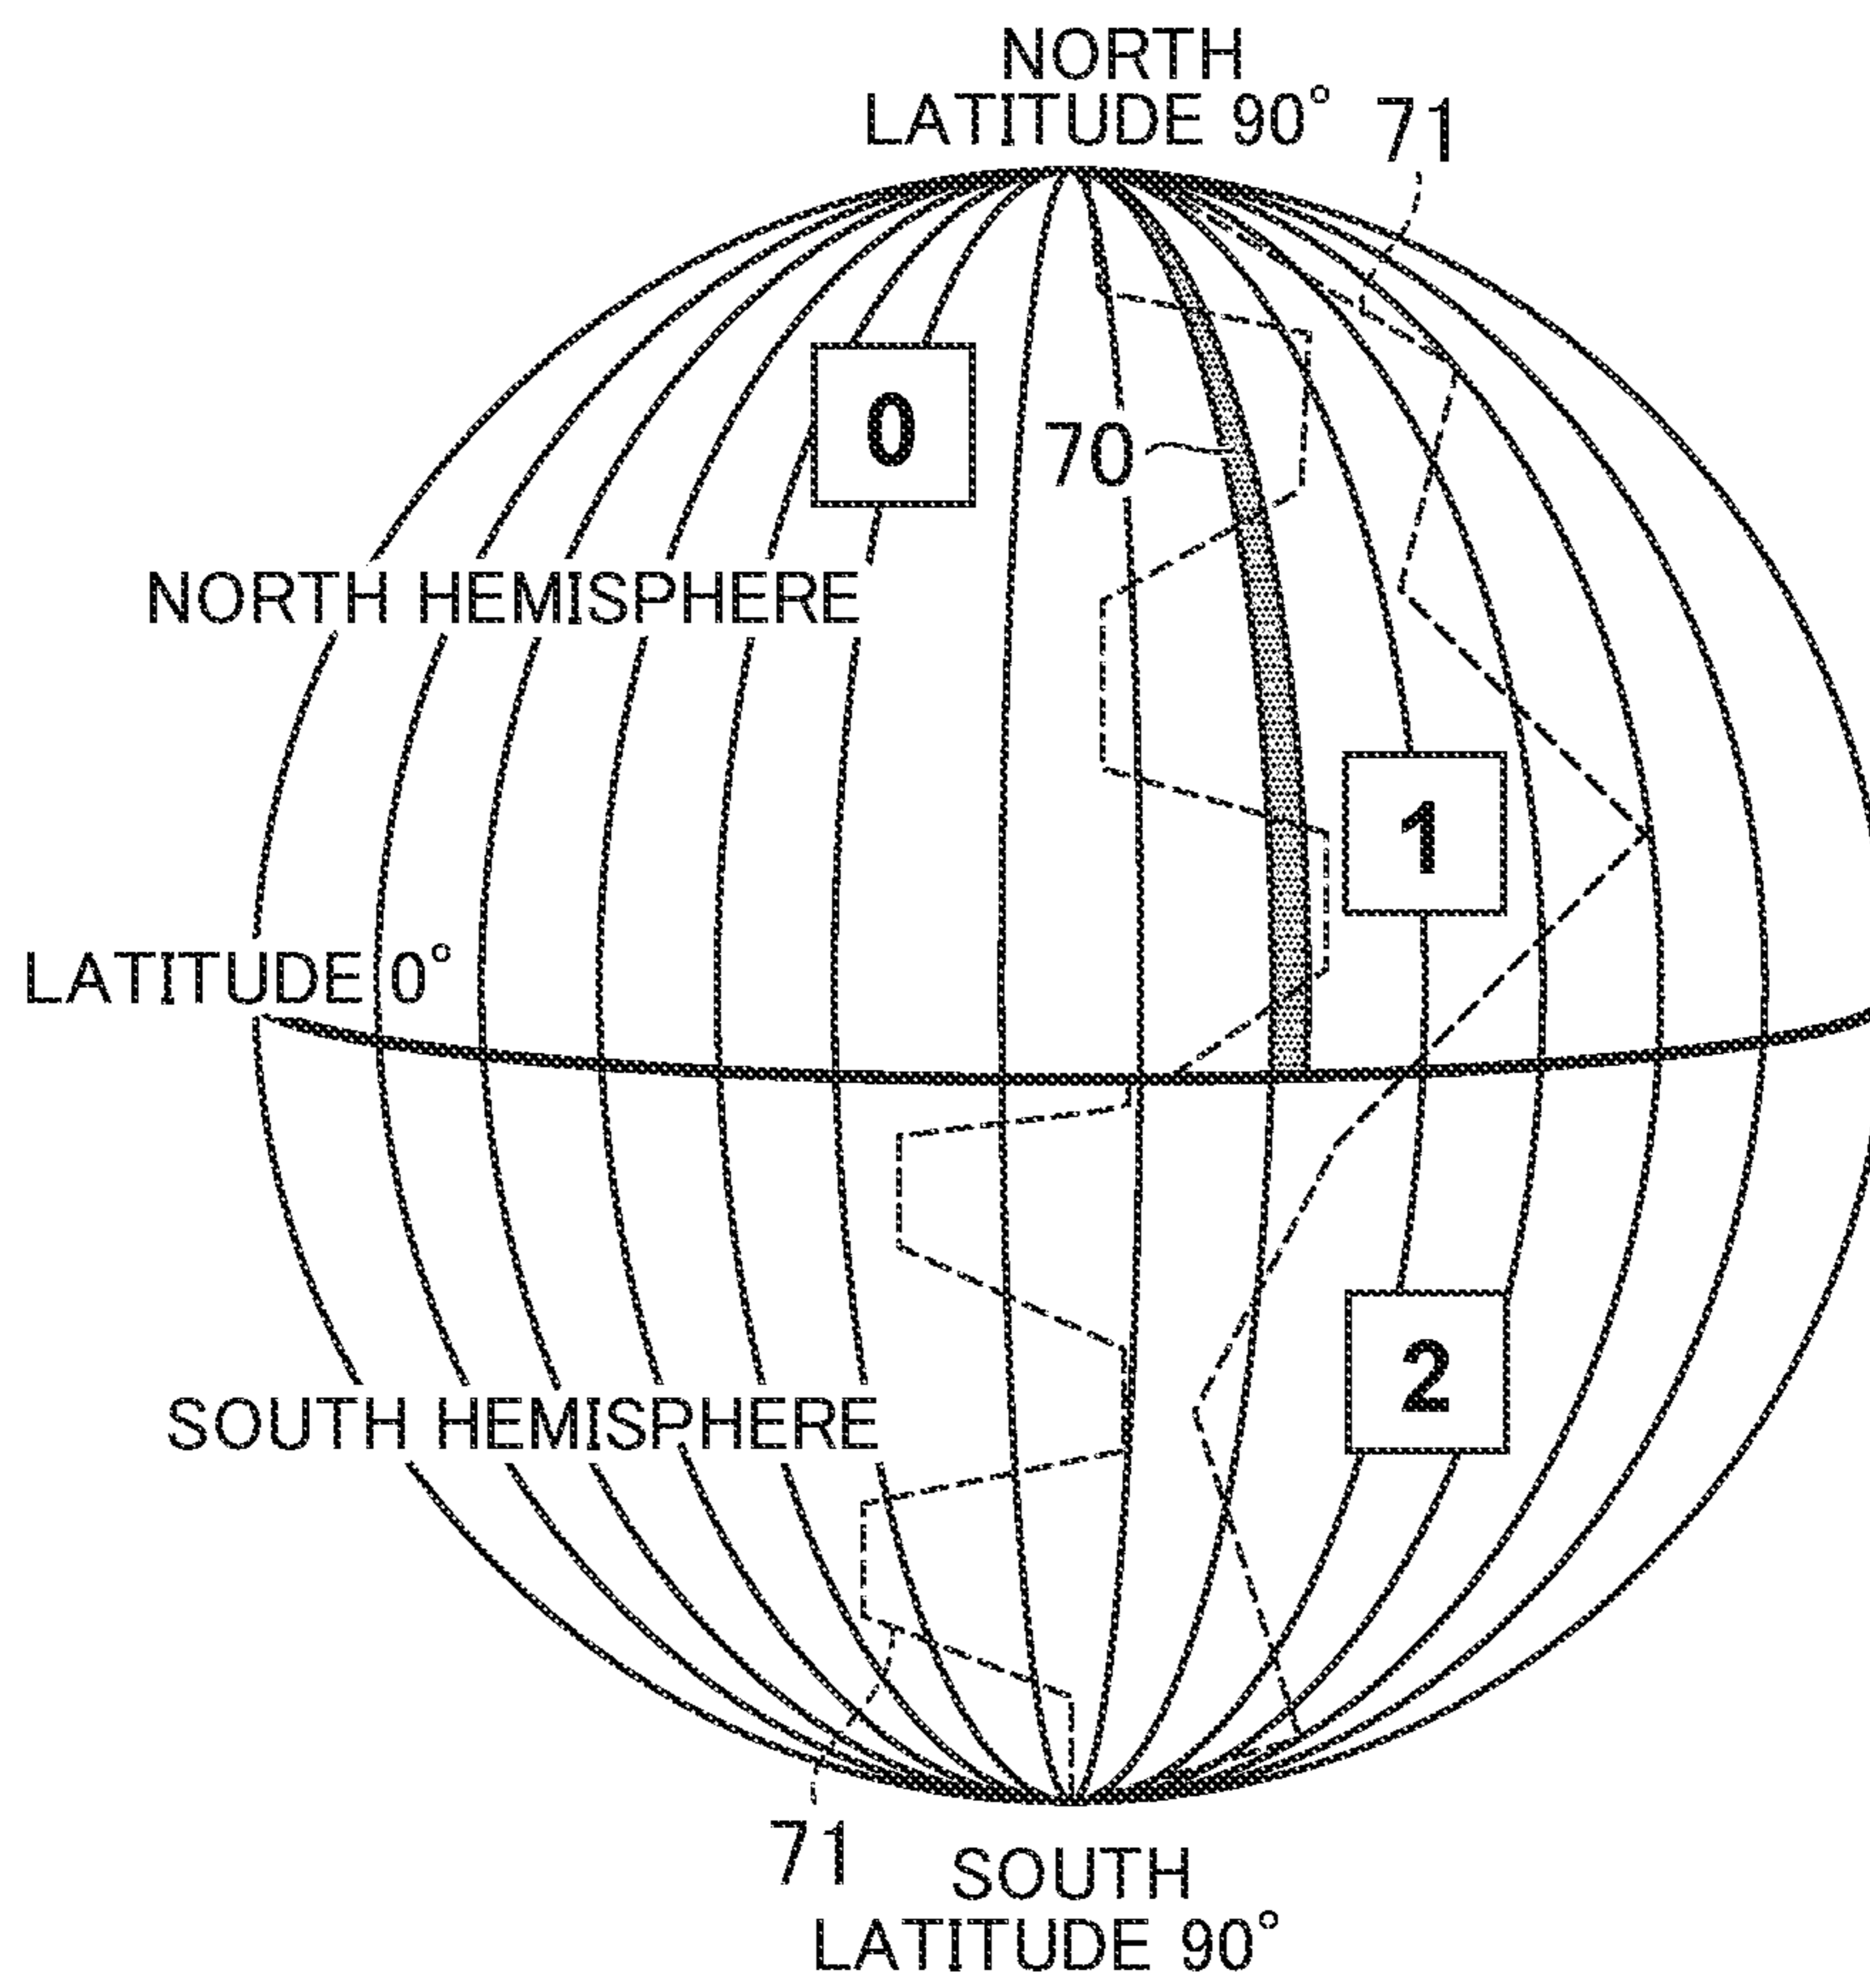 NORTH
LATITUDE 90°
71
0
70
NORTH HEMISPHERE
1
LATITUDE 0°
2
SOUTH HEMISPHERE
71
SOUTH
LATITUDE 90°